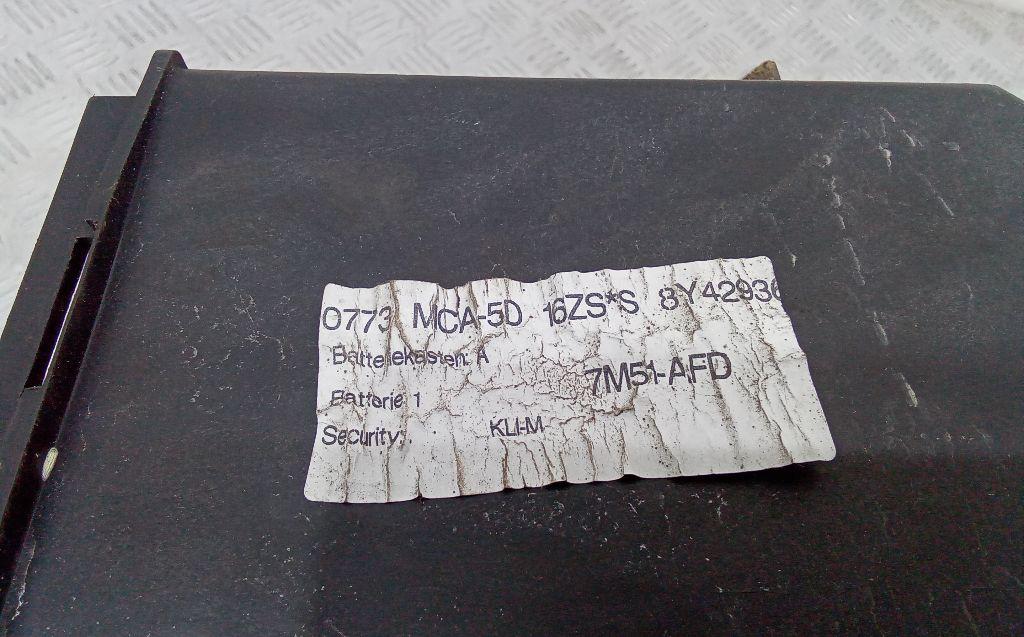 0773 MCA-5D 16ZS*S 8Y42936
Batteriekasten: A
7M51-AFD
Batterie 1
Security: KLI-M